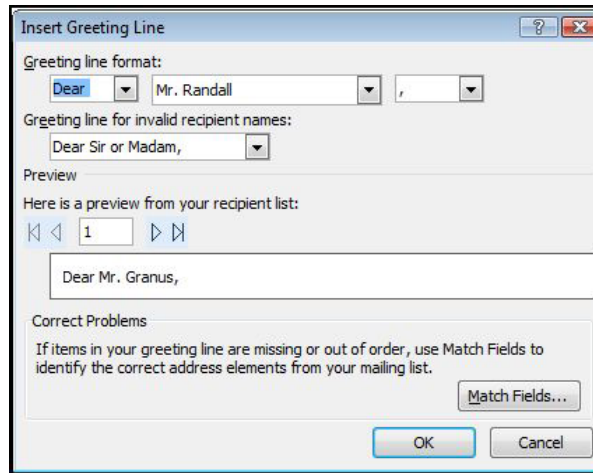 Insert Greeting Line
Greeting line format:
Dear Mr. Randall ,
Greeting line for invalid recipient names:
Dear Sir or Madam,
Preview
Here is a preview from your recipient list:
1
Dear Mr. Granus,
Correct Problems
If items in your greeting line are missing or out of order, use Match Fields to
identify the correct address elements from your mailing list.
Match Fields...
OK Cancel